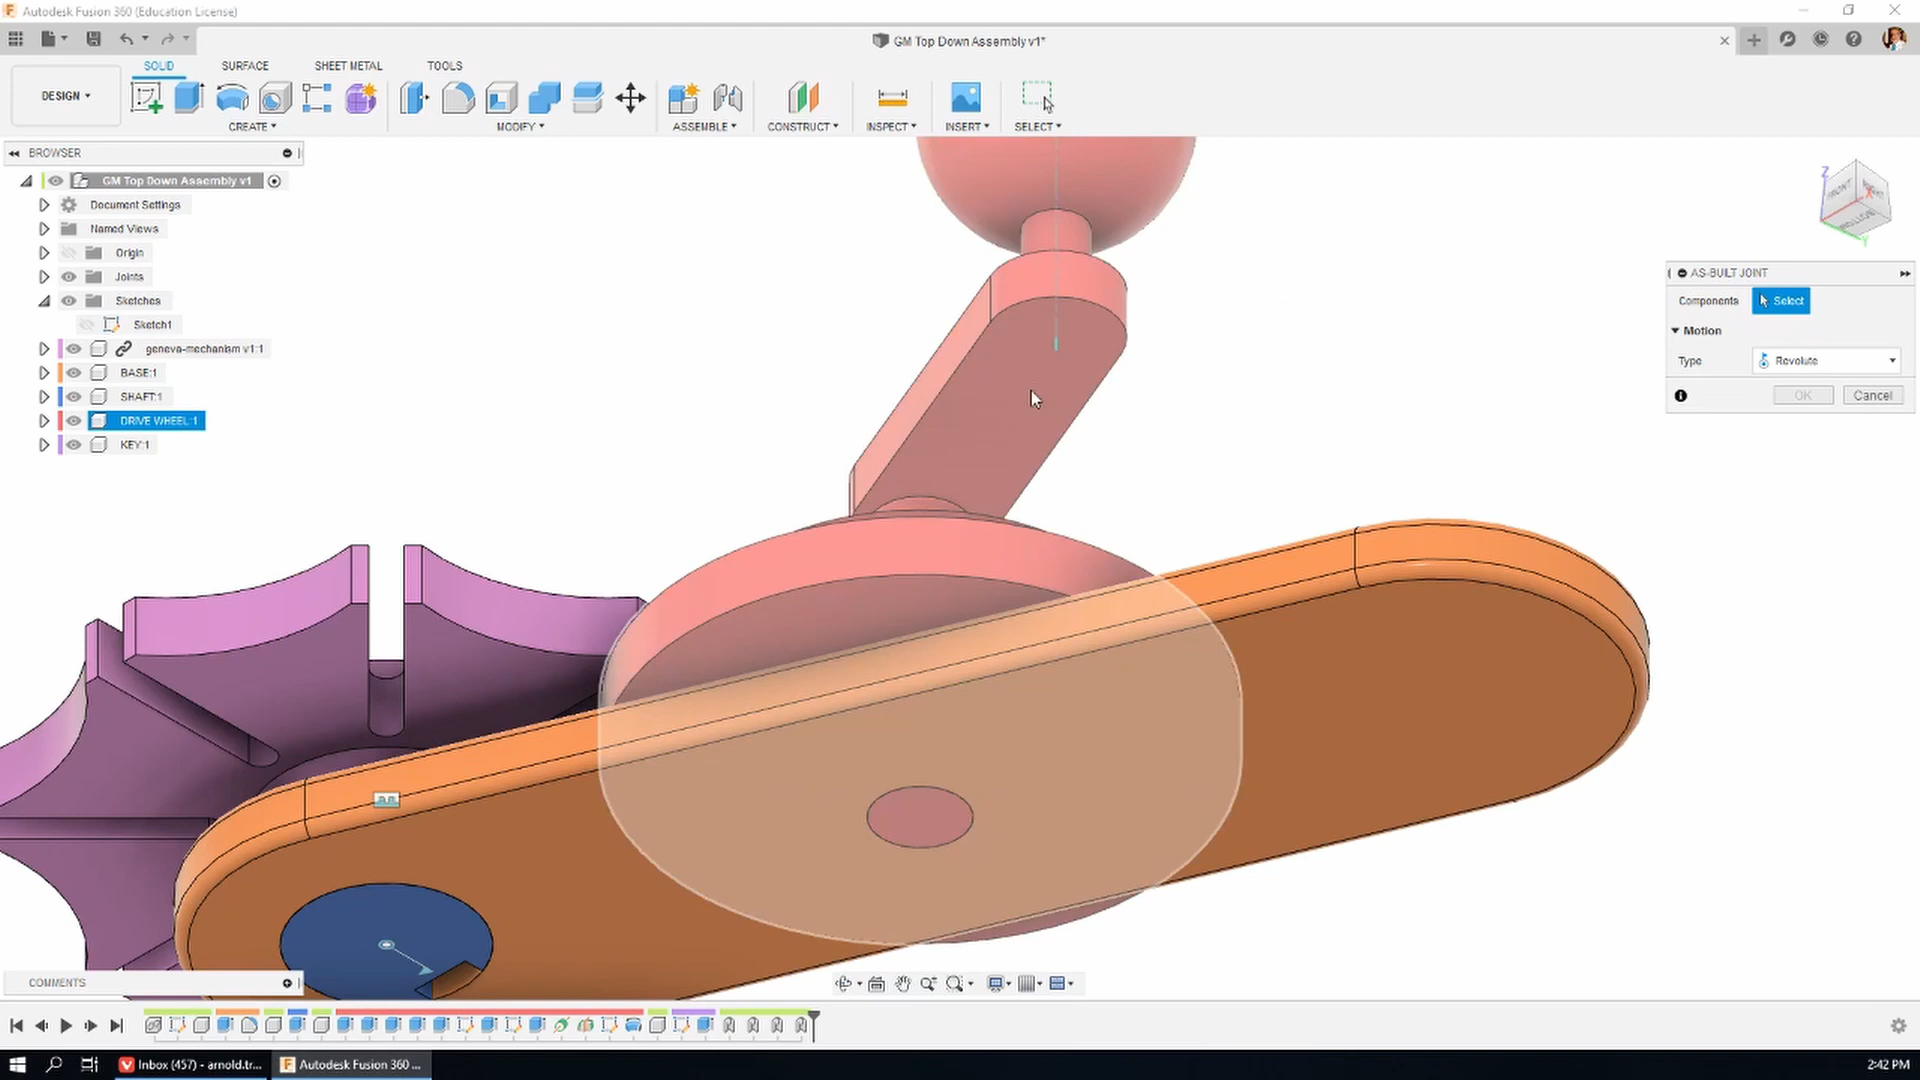 Autodesk Fusion 360 (Education License)
GM Top Down Assembly v1*
SOLID SURFACE SHEET METAL TOOLS
DESIGN
CREATE MODIFY ASSEMBLE CONSTRUCT INSPECT INSERT SELECT
BROWSER
GM Top Down Assembly v1
Document Settings
Named Views
Origin
Joints
Sketches
Sketch1
geneva-mechanism v1:1
BASE:1
SHAFT:1
DRIVE WHEEL:1
KEY:1
Z
FRONT
BOTTOM
X
Y
AS-BUILT JOINT
Components Select
Motion
Type Revolute
OK Cancel
COMMENTS
Inbox (457) - arnold.tr...
Autodesk Fusion 360 ...
2:42 PM